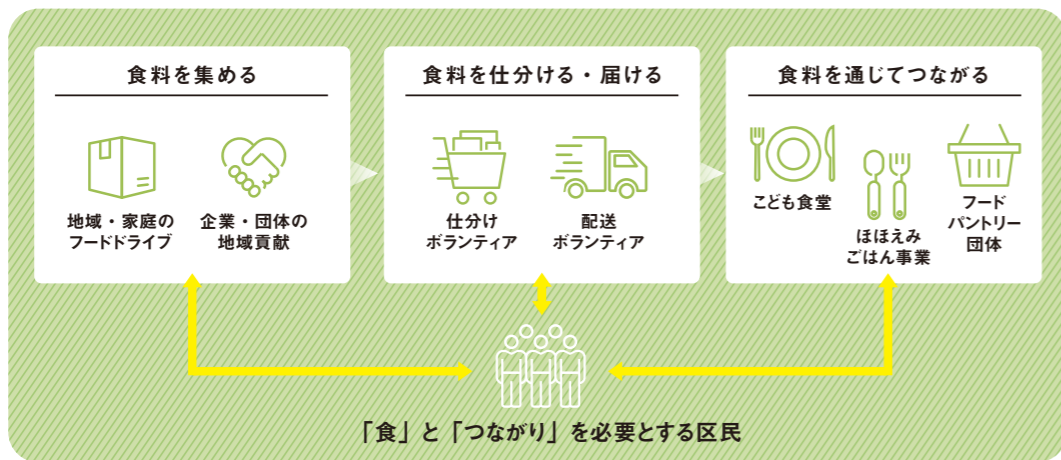 食料を集める
地域・家庭の
フードドライブ
企業・団体の
地域貢献
食料を仕分ける・届ける
仕分け
ボランティア
配送
ボランティア
食料を通じてつながる
こども食堂
ほほえみ
ごはん事業
フード
パントリー
団体
「食」と「つながり」を必要とする区民